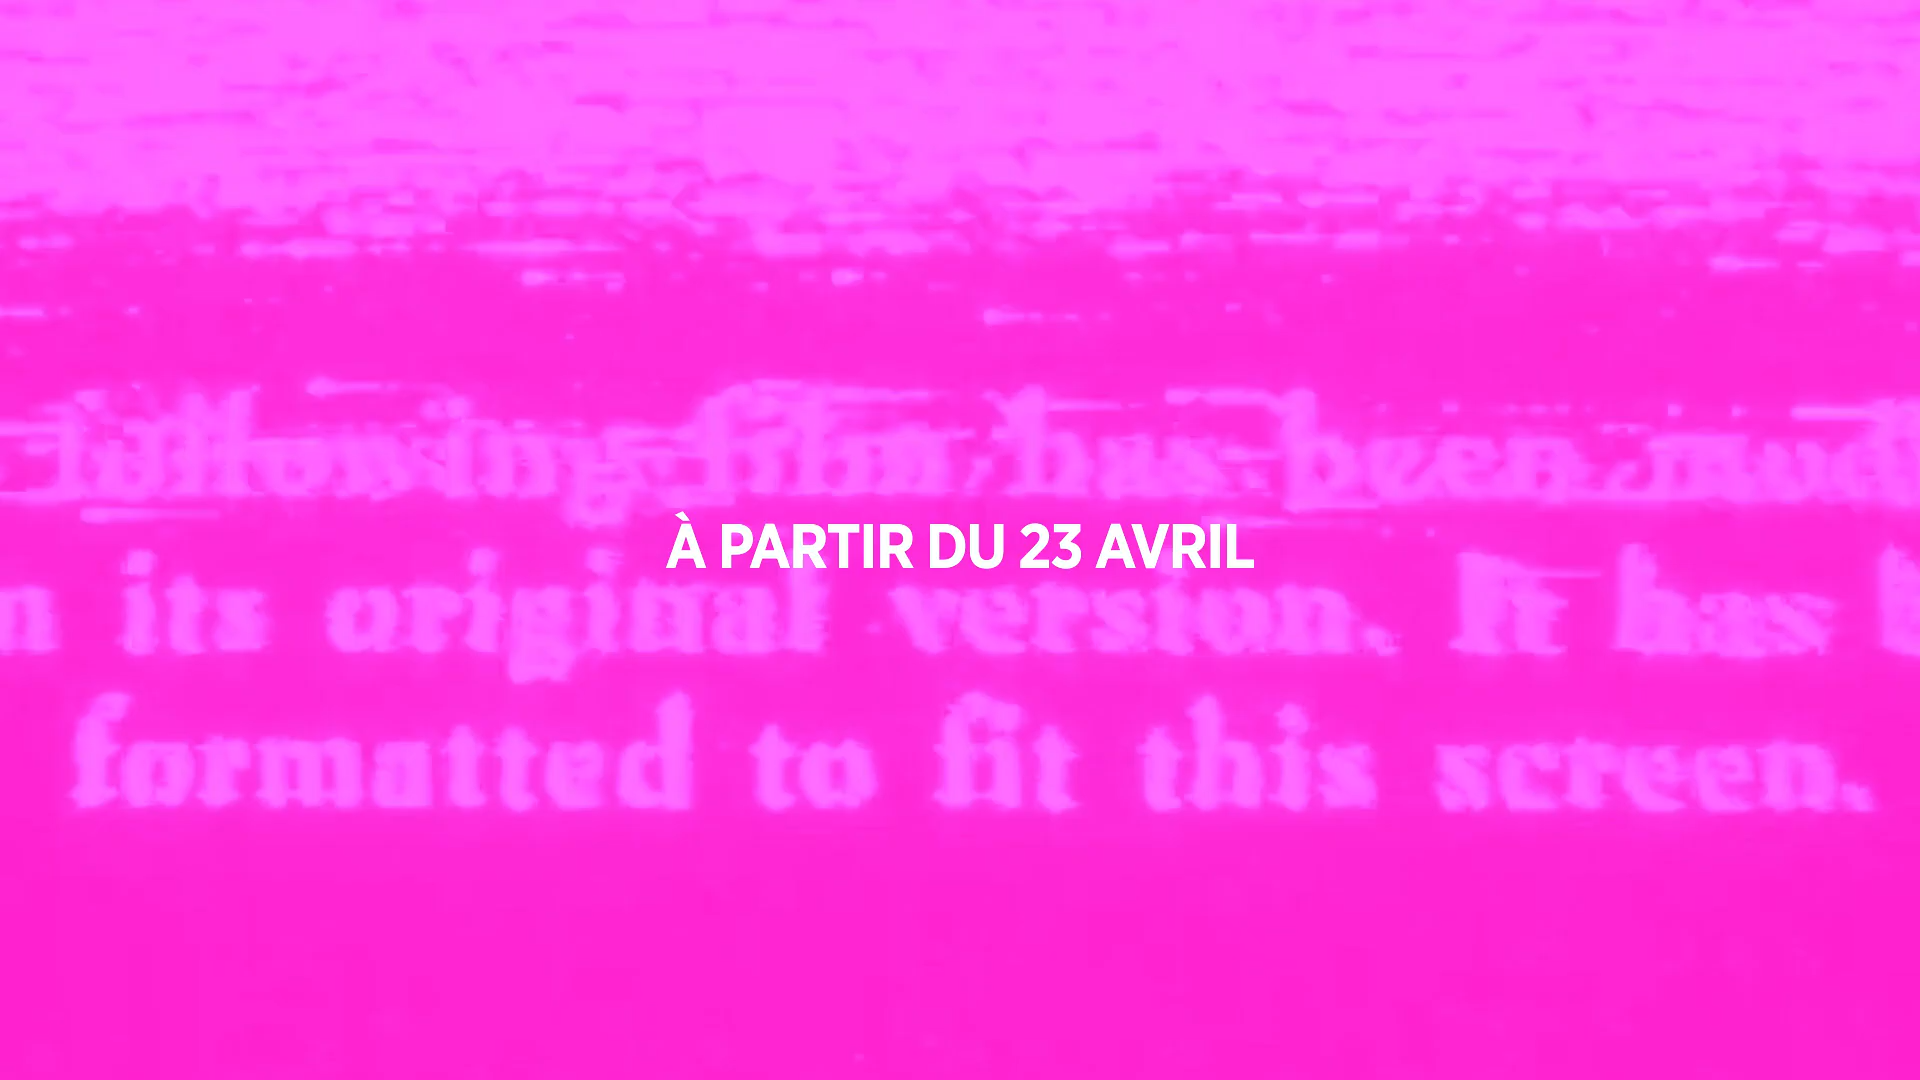 following film has been
À PARTIR DU 23 AVRIL
its original version. It has
formatted to fit this screen.